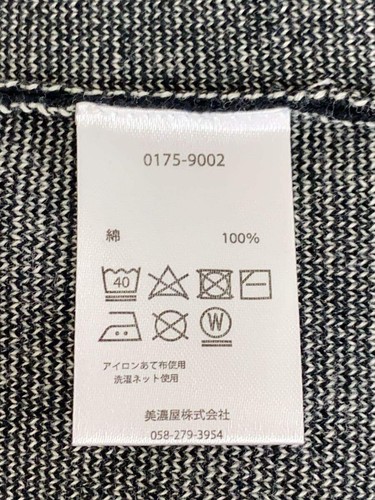 0175-9002
綿 100%
40
W
アイロンあて布使用
洗濯ネット使用
美濃屋株式会社
058-279-3954